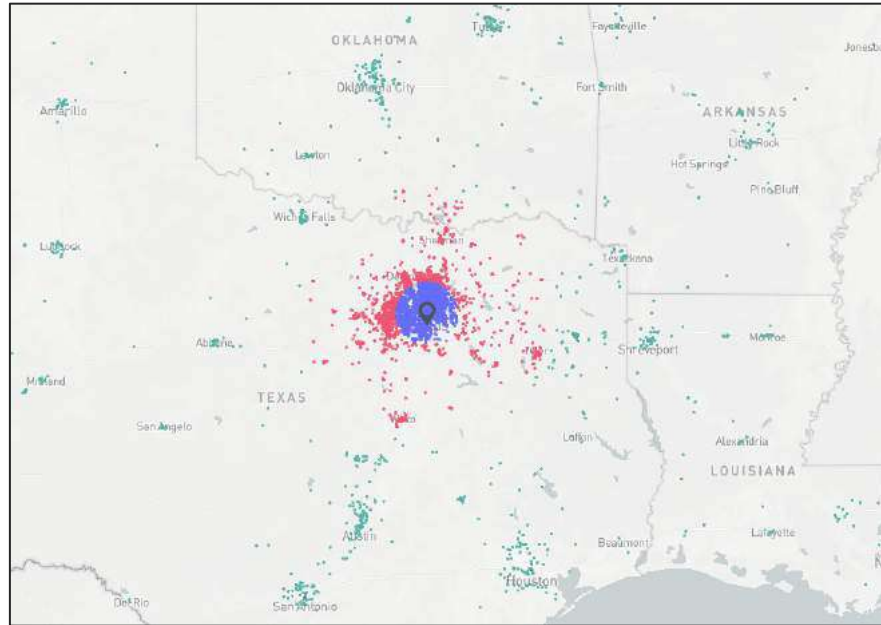 Tulsa
Fayetteville
OKLAHOMA
Jonesb
Oklahoma City
Fort Smith
Amarillo
ARKANSAS
Little Rock
Lawton
Hot Springs
Pine Bluff
Wichita Falls
Sherman
Lubbock
Texarkana
Abilene
Tyler
Shreveport
Monroe
Midland
TEXAS
Waco
San Angelo
Lufkin
Alexandria
LOUISIANA
Austin
Beaumont
Lafayette
Houston
Del Rio
San Antonio